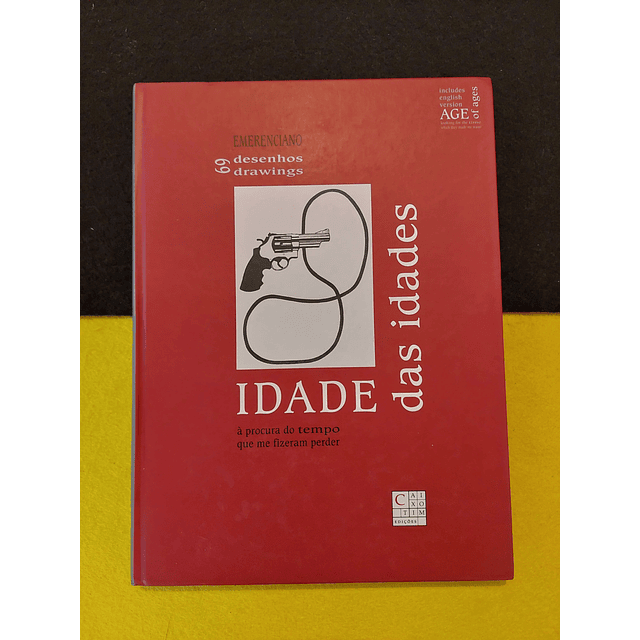 includes
english
version
AGE
of ages
EMERENCIANO
69
desenhos
drawings
IDADE
das idades
à procura do tempo
que me fizeram perder
CAIXOTIM
EDIÇÕES